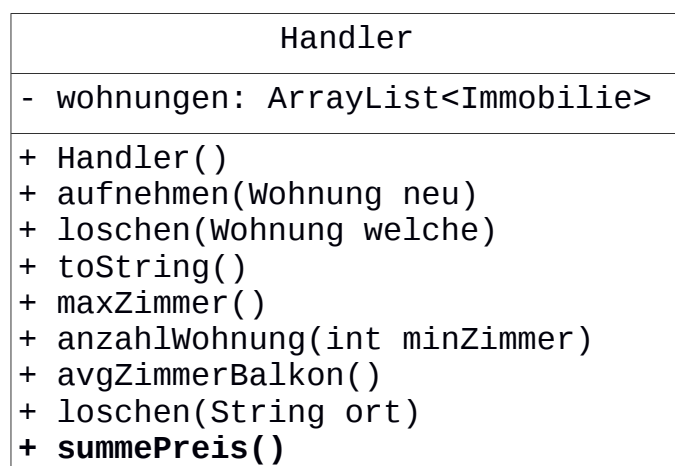 Handler
- wohnungen: ArrayList<Immobilie>
+ Handler()
+ aufnehmen(Wohnung neu)
+ loschen(Wohnung welche)
+ toString()
+ maxZimmer()
+ anzahlWohnung(int minZimmer)
+ avgZimmerBalkon()
+ loschen(String ort)
+ summePreis()